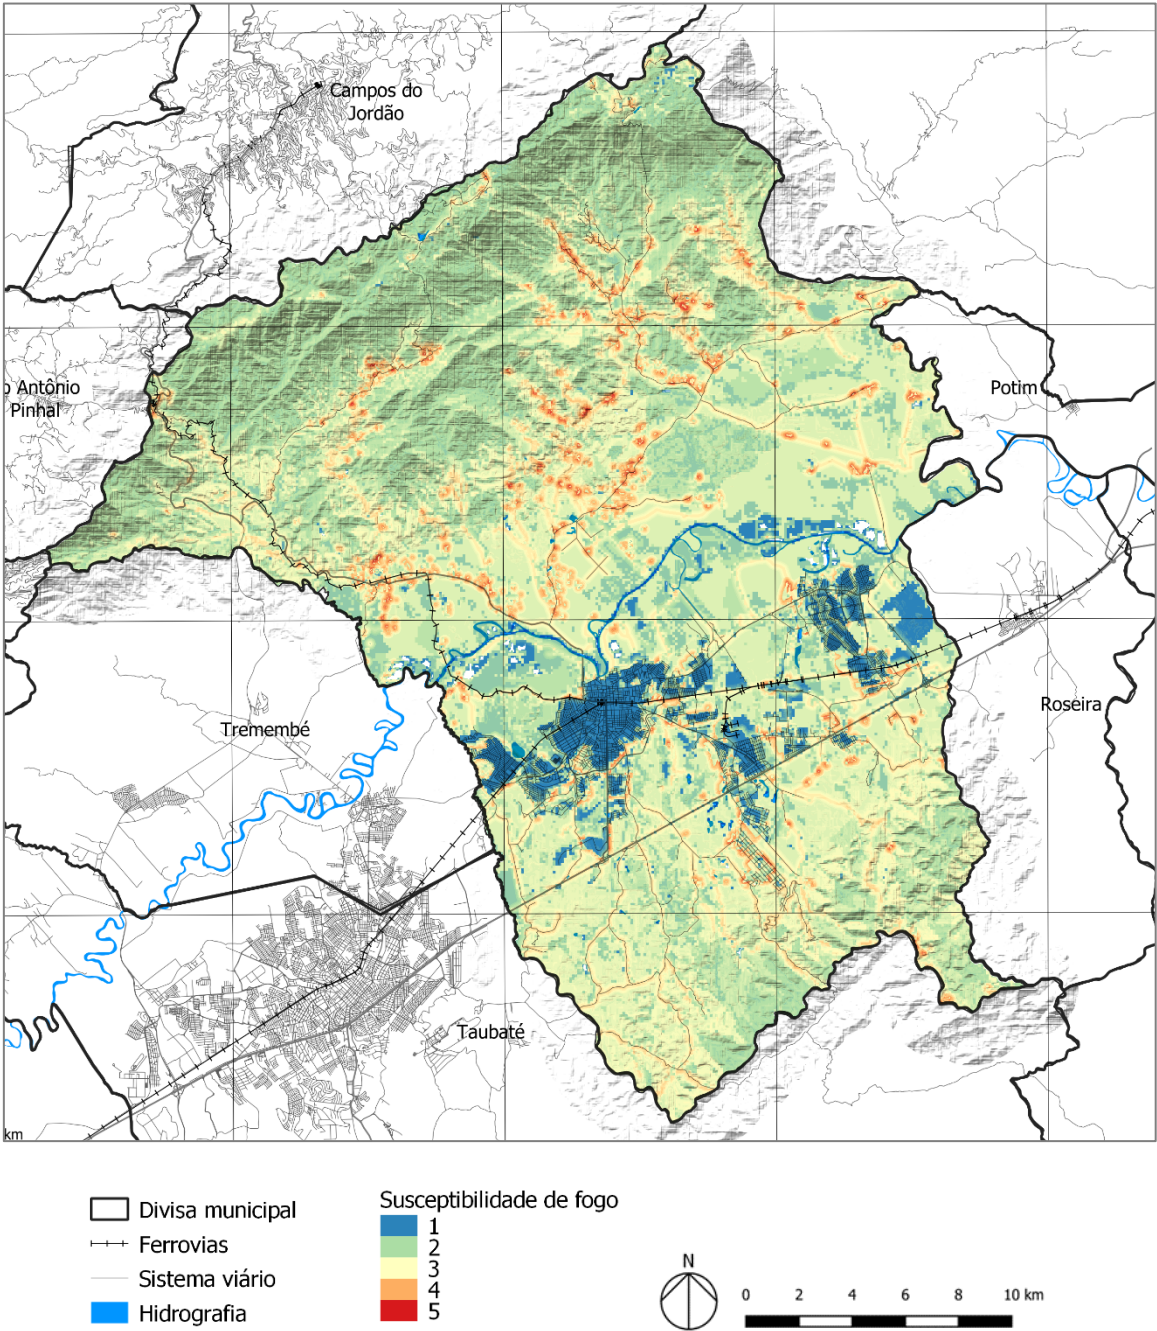 Campos do
Jordão
o Antônio
Pinhal
Potim
Roseira
Tremembé
Taubaté
km
Divisa municipal
Ferrovias
Sistema viário
Hidrografia
Susceptibilidade de fogo
1
2
3
4
5
N
0 2 4 6 8 10 km